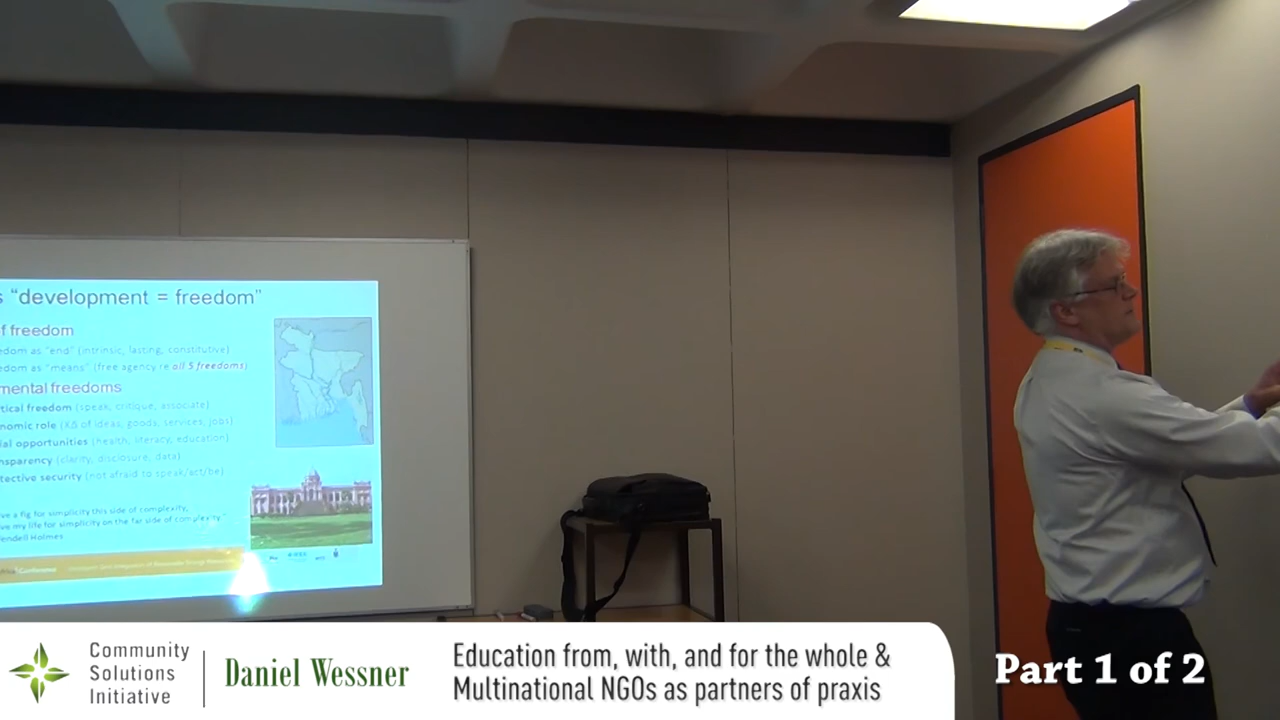 s “development = freedom”
f freedom
edom as “end” (intrinsic, lasting, constitutive)
edom as “means” (free agency re all 5 freedoms)
mental freedoms
tical freedom (speak, critique, associate)
nomic role (X∆ of ideas, goods, services, jobs)
ial opportunities (health, literacy, education)
nsparency (clarity, disclosure, data)
tective security (not afraid to speak/act/be)
ve a fig for simplicity this side of complexity,
ve my life for simplicity on the far side of complexity.”
endell Holmes
Conference
Community
Solutions
Initiative
Daniel Wessner
Education from, with, and for the whole &
Multinational NGOs as partners of praxis
Part 1 of 2